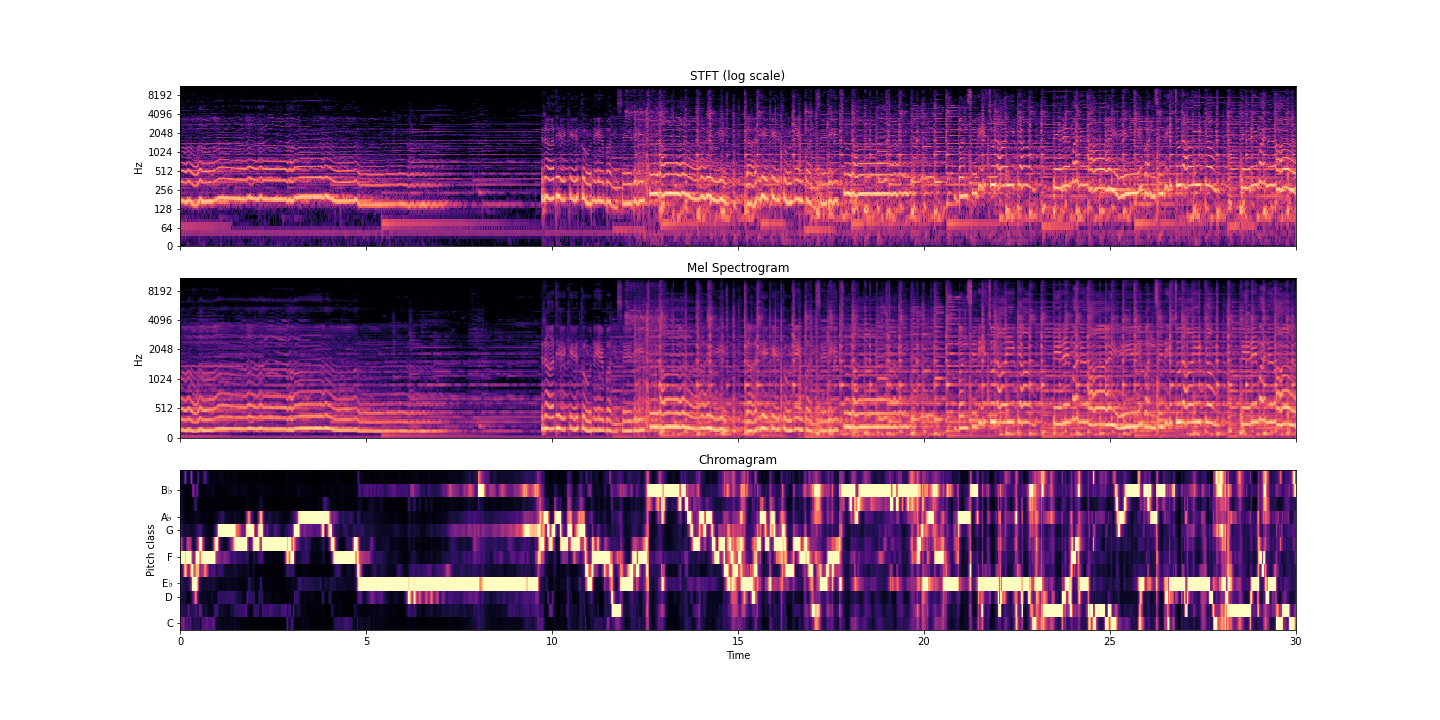 STFT (log scale)
8192
4096
2048
1024
512
256
128
64
0
Hz
Mel Spectrogram
8192
4096
2048
1024
512
0
Hz
Chromagram
B♭
A♭
G
F
E♭
D
C
Pitch class
0 5 10 15 20 25 30
Time